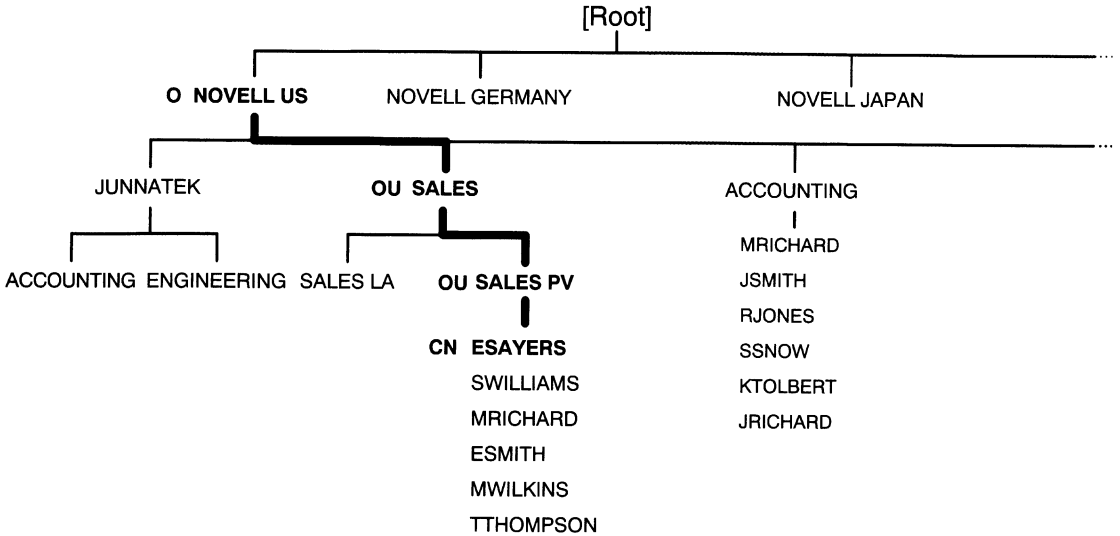 [Root]
O NOVELL US
NOVELL GERMANY
NOVELL JAPAN
JUNNATEK
OU SALES
ACCOUNTING
ACCOUNTING
ENGINEERING
SALES LA
OU SALES PV
CN ESAYERS
SWILLIAMS
MRICHARD
ESMITH
MWILKINS
TTHOMPSON
MRICHARD
JSMITH
RJONES
SSNOW
KTOLBERT
JRICHARD